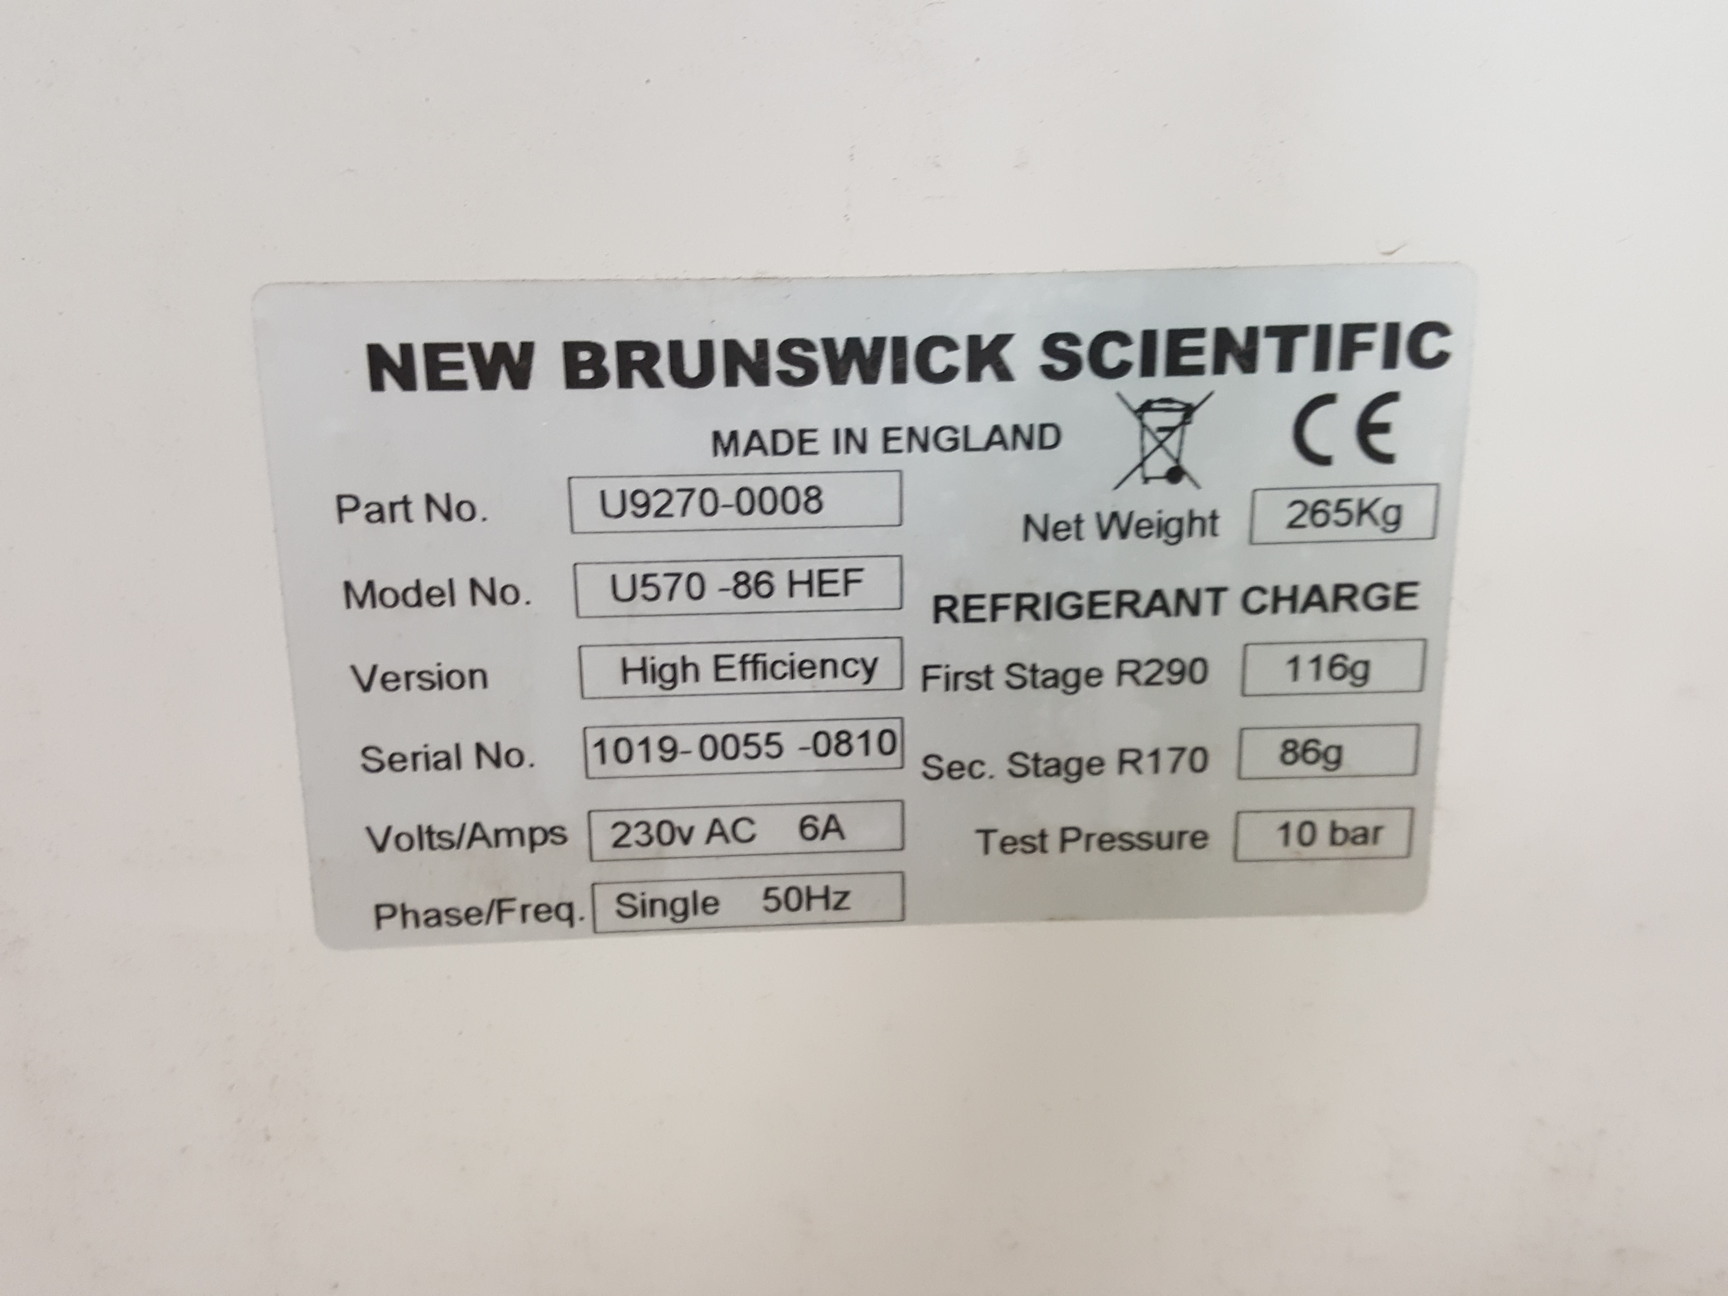 NEW BRUNSWICK SCIENTIFIC
MADE IN ENGLAND
CE
Part No. U9270-0008
Model No. U570 -86 HEF
Version High Efficiency
Serial No. 1019-0055 -0810
Volts/Amps 230v AC 6A
Phase/Freq. Single 50Hz
Net Weight 265Kg
REFRIGERANT CHARGE
First Stage R290 116g
Sec. Stage R170 86g
Test Pressure 10 bar